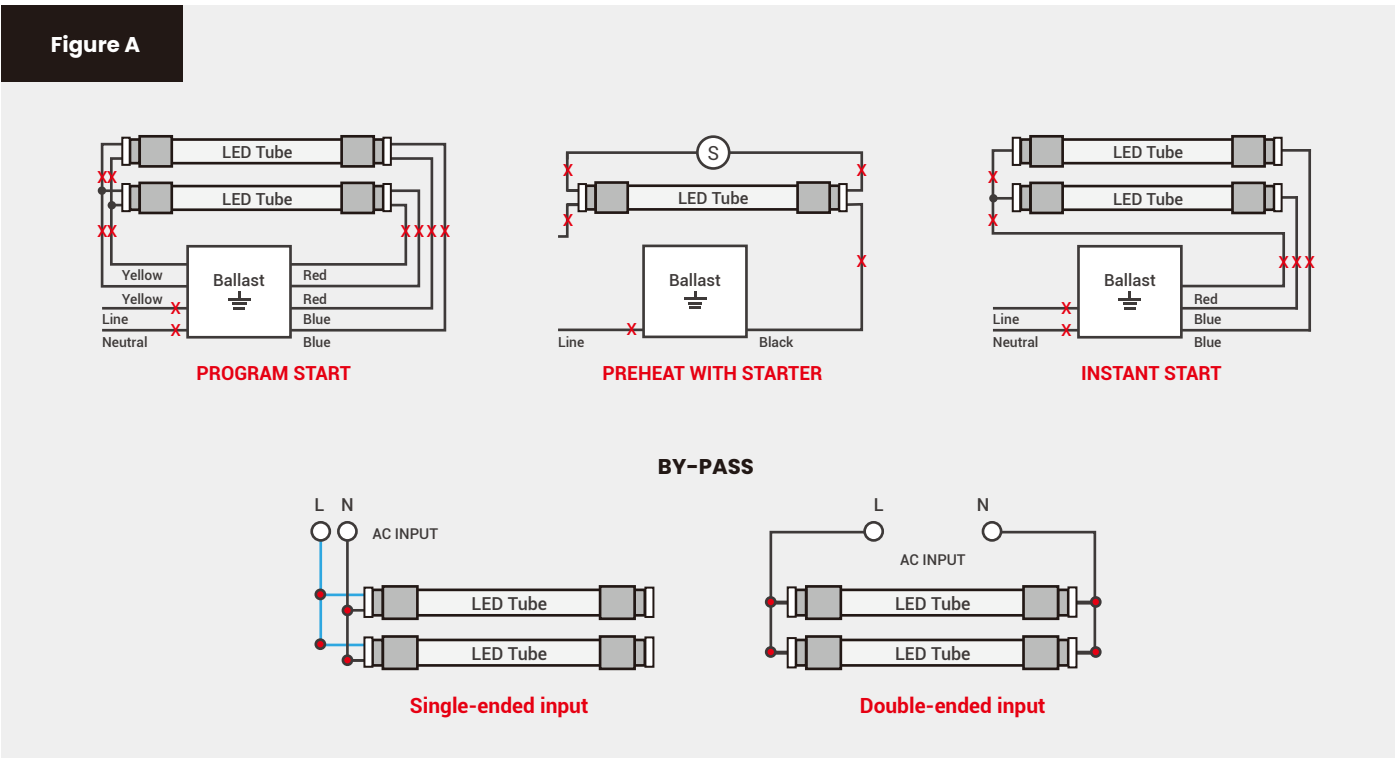 Figure A
LED Tube
LED Tube
Ballast
Yellow
Yellow
Line
Neutral
Red
Red
Blue
Blue
PROGRAM START
S
LED Tube
Ballast
Line
Black
PREHEAT WITH STARTER
LED Tube
LED Tube
Ballast
Line
Neutral
Red
Blue
Blue
INSTANT START
BY-PASS
L N
AC INPUT
LED Tube
LED Tube
Single-ended input
L N
AC INPUT
LED Tube
LED Tube
Double-ended input